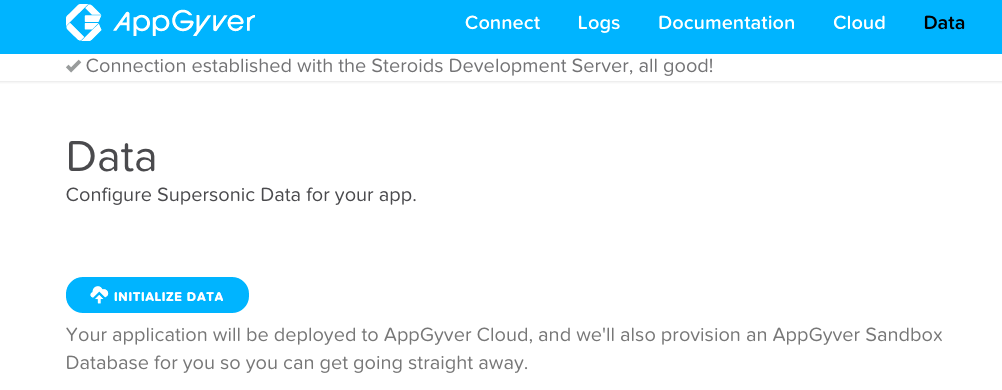 AppGyver Connect Logs Documentation Cloud Data
Connection established with the Steroids Development Server, all good!
Data
Configure Supersonic Data for your app.
INITIALIZE DATA
Your application will be deployed to AppGyver Cloud, and we'll also provision an AppGyver Sandbox
Database for you so you can get going straight away.